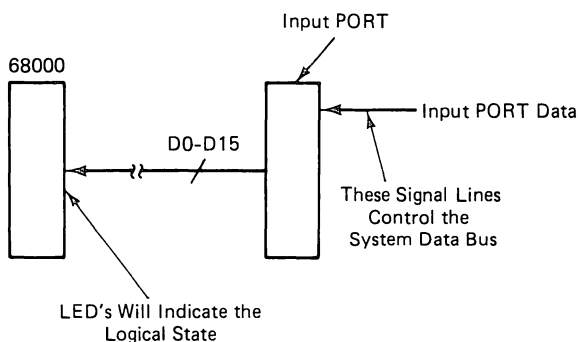 Input PORT
68000
Input PORT Data
D0-D15
These Signal Lines
Control the
System Data Bus
LED's Will Indicate the
Logical State